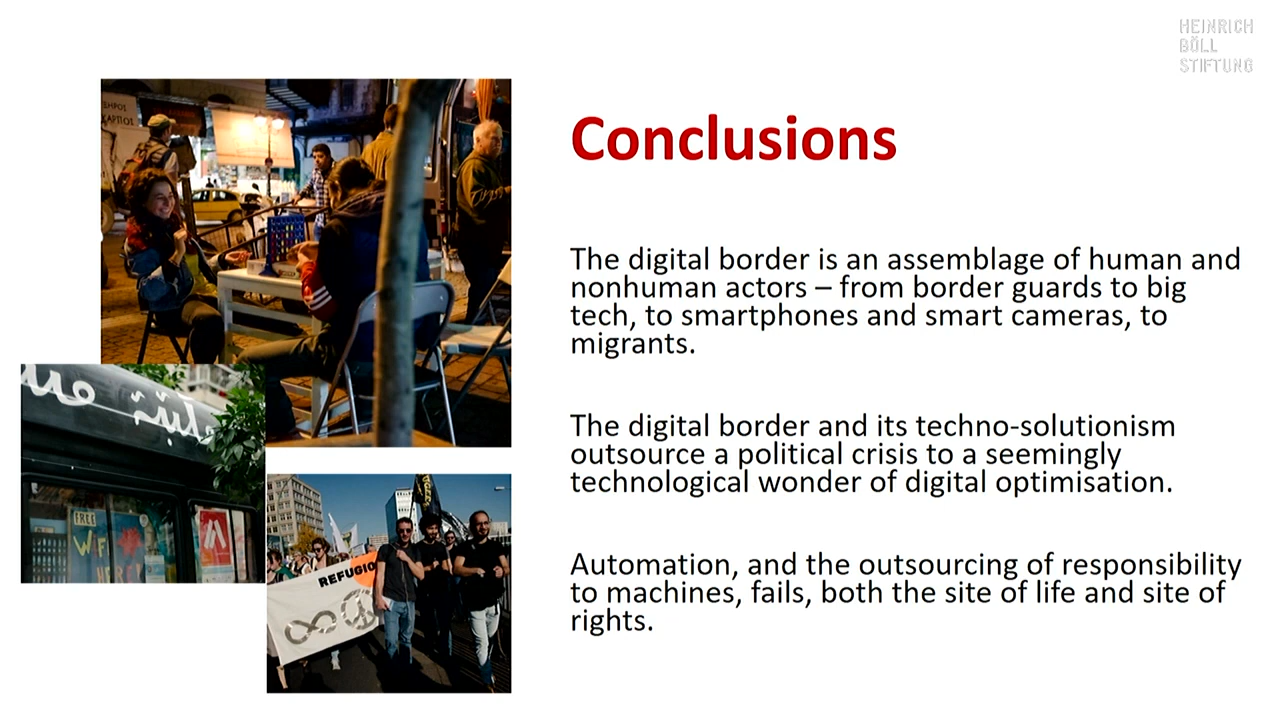 HEINRICH
BÖLL
STIFTUNG
Conclusions
The digital border is an assemblage of human and
nonhuman actors – from border guards to big
tech, to smartphones and smart cameras, to
migrants.
The digital border and its techno-solutionism
outsource a political crisis to a seemingly
technological wonder of digital optimisation.
Automation, and the outsourcing of responsibility
to machines, fails, both the site of life and site of
rights.
FREE
REFUGIO